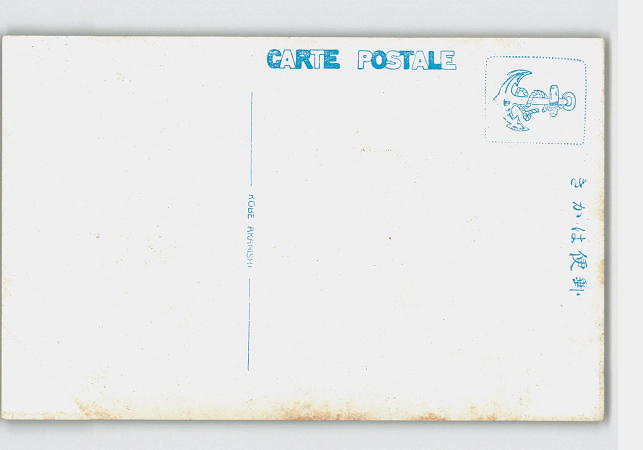 CARTE POSTALE
KOBE AKANISHI
きかは便郵